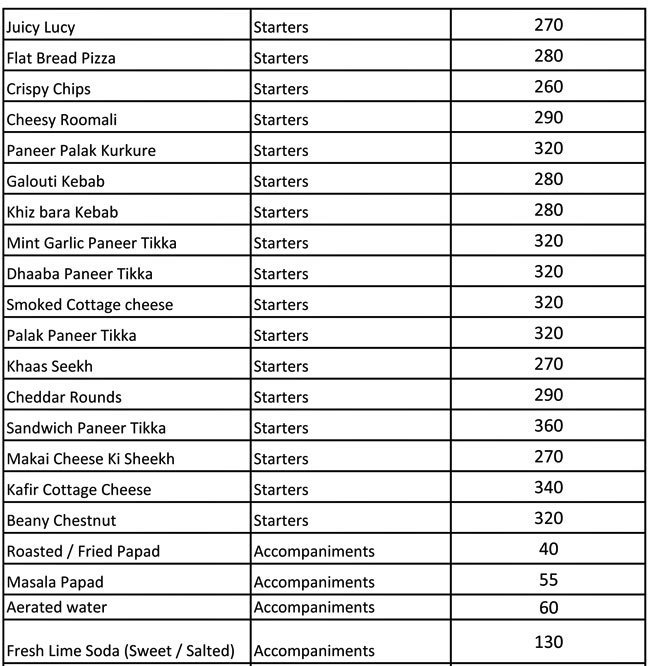 Juicy Lucy Starters 270
Flat Bread Pizza Starters 280
Crispy Chips Starters 260
Cheesy Roomali Starters 290
Paneer Palak Kurkure Starters 320
Galouti Kebab Starters 280
Khiz bara Kebab Starters 280
Mint Garlic Paneer Tikka Starters 320
Dhaaba Paneer Tikka Starters 320
Smoked Cottage cheese Starters 320
Palak Paneer Tikka Starters 320
Khaas Seekh Starters 270
Cheddar Rounds Starters 290
Sandwich Paneer Tikka Starters 360
Makai Cheese Ki Sheekh Starters 270
Kafir Cottage Cheese Starters 340
Beany Chestnut Starters 320
Roasted / Fried Papad Accompaniments 40
Masala Papad Accompaniments 55
Aerated water Accompaniments 60
Fresh Lime Soda (Sweet / Salted) Accompaniments 130